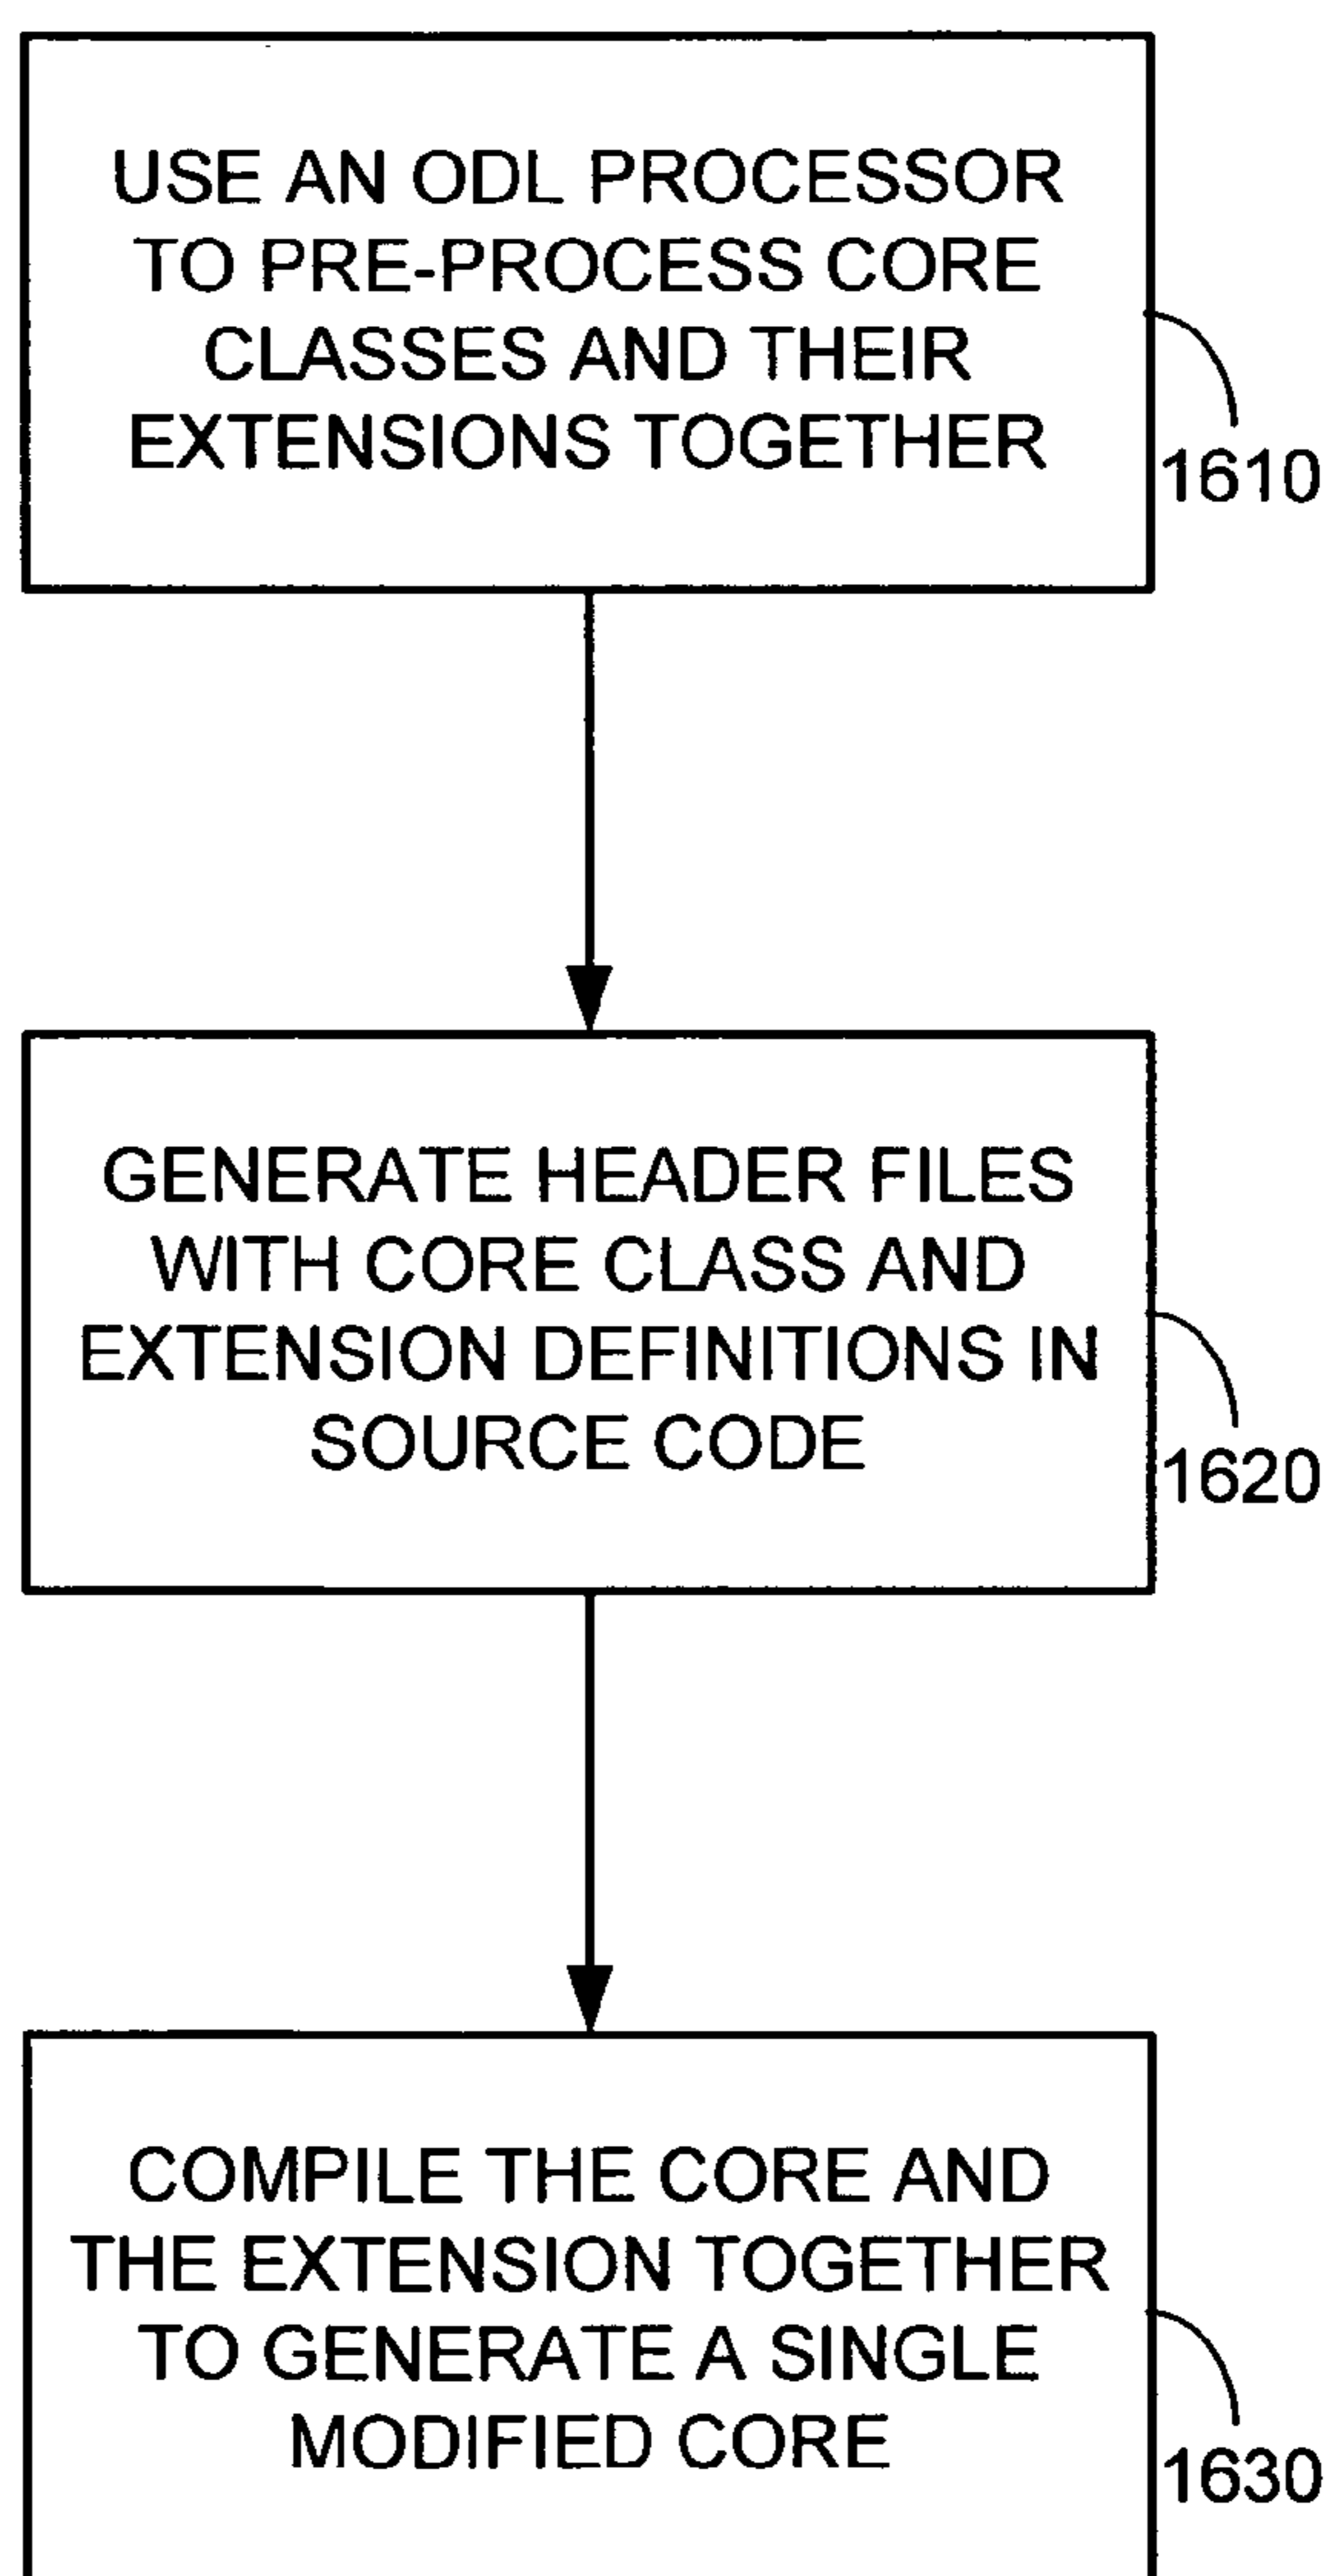 USE AN ODL PROCESSOR
TO PRE-PROCESS CORE
CLASSES AND THEIR
EXTENSIONS TOGETHER
1610
GENERATE HEADER FILES
WITH CORE CLASS AND
EXTENSION DEFINITIONS IN
SOURCE CODE
1620
COMPILE THE CORE AND
THE EXTENSION TOGETHER
TO GENERATE A SINGLE
MODIFIED CORE
1630